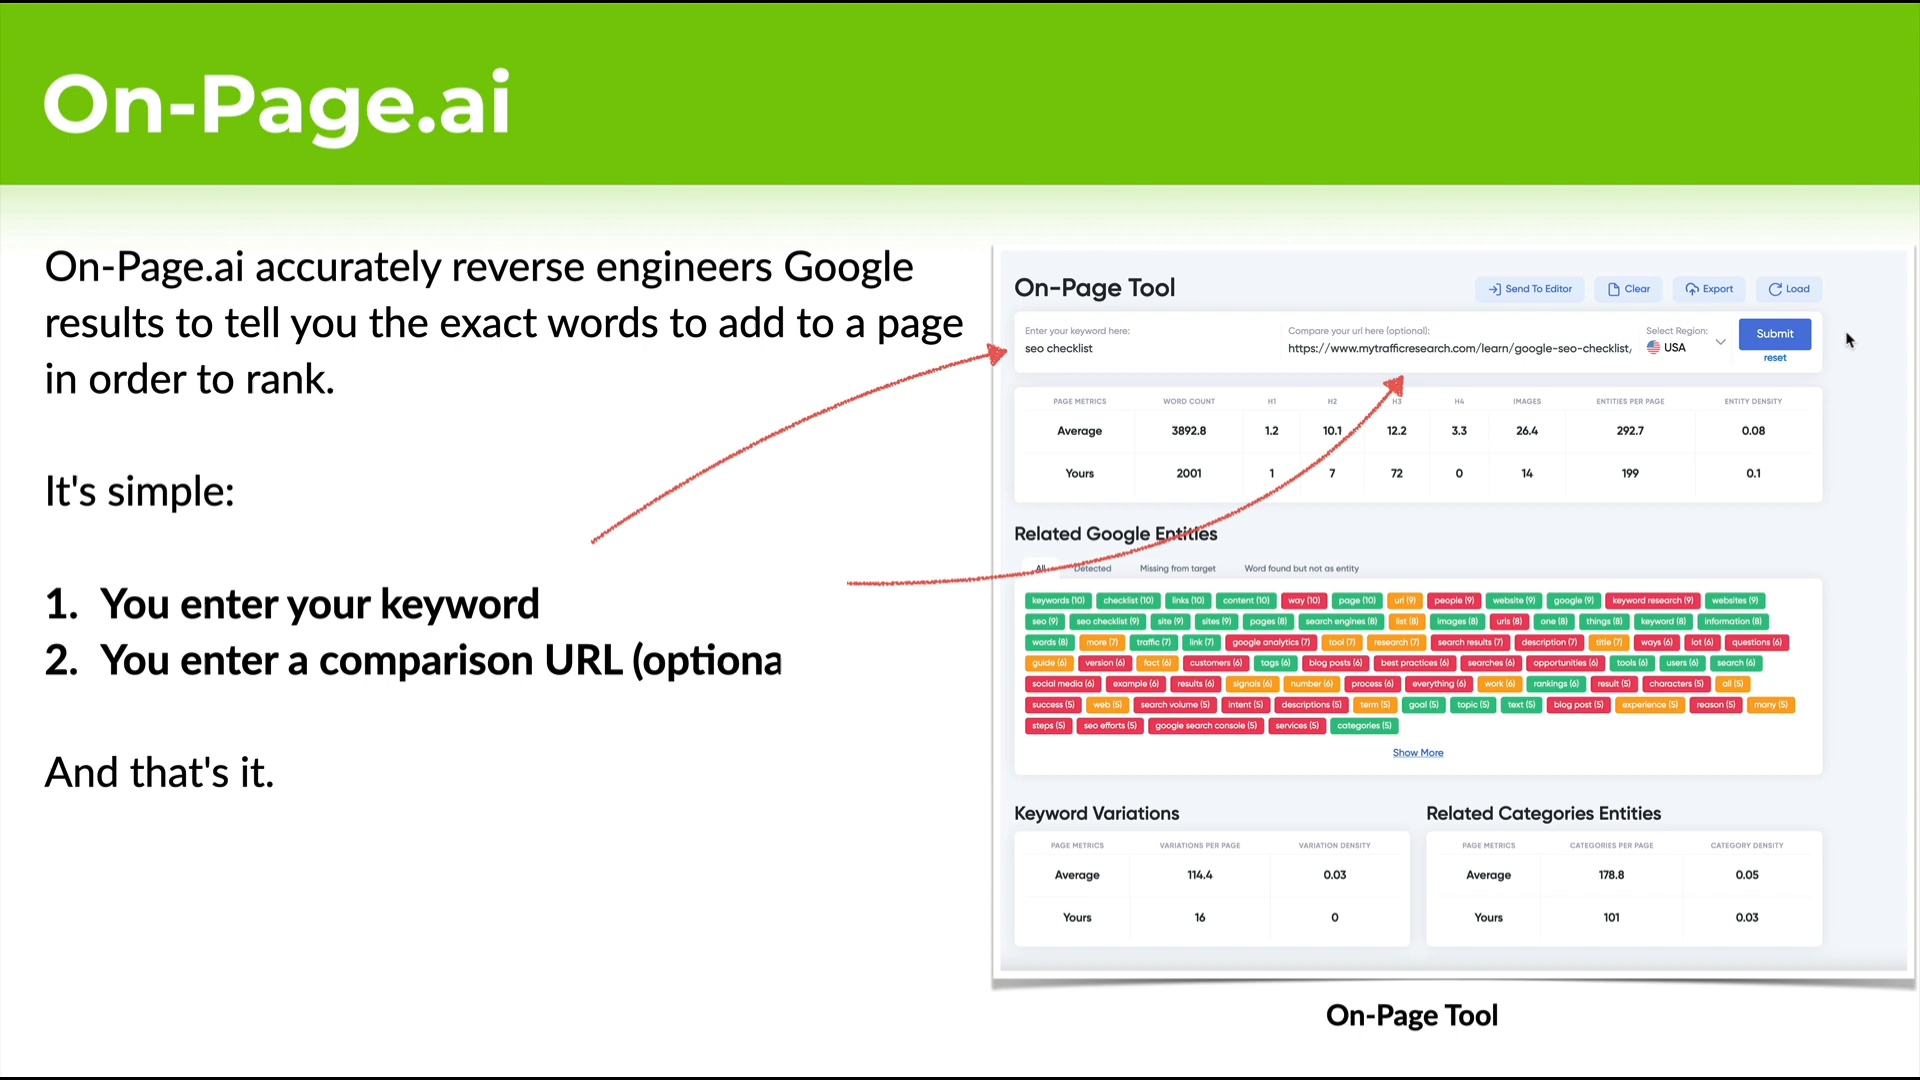 On-Page.ai
On-Page.ai accurately reverse engineers Google
results to tell you the exact words to add to a page
in order to rank.
It's simple:
1. You enter your keyword
2. You enter a comparison URL (optiona
And that's it.
On-Page Tool
Send To Editor
Clear
Export
Load
Enter your keyword here:
seo checklist
Compare your url here (optional):
https://www.mytrafficresearch.com/learn/google-seo-checklist,
Select Region:
USA
Submit
reset
PAGE METRICS WORD COUNT H1 H2 H3 H4 IMAGES ENTITIES PER PAGE ENTITY DENSITY
Average 3892.8 1.2 10.1 12.2 3.3 26.4 292.7 0.08
Yours 2001 1 7 72 0 14 199 0.1
Related Google Entities
All Detected Missing from target Word found but not as entity
keywords (10) checklist (10) links (10) content (10) way (10) page (10) url (9) people (9) website (9) google (9) keyword research (9) websites (9)
seo (9) seo checklist (9) site (9) sites (9) pages (8) search engines (8) list (8) images (8) urls (8) one (8) things (8) keyword (8) information (8)
words (8) more (7) traffic (7) link (7) google analytics (7) tool (7) research (7) search results (7) description (7) title (7) ways (6) lot (6) questions (6)
guide (6) version (6) fact (6) customers (6) tags (6) blog posts (6) best practices (6) searches (6) opportunities (6) tools (6) users (6) search (6)
social media (6) example (6) results (6) signals (6) number (6) process (6) everything (6) work (6) rankings (6) result (5) characters (5) all (5)
success (5) web (5) search volume (5) intent (5) descriptions (5) term (5) goal (5) topic (5) text (5) blog post (5) experience (5) reason (5) many (5)
steps (5) seo efforts (5) google search console (5) services (5) categories (5)
Show More
Keyword Variations
PAGE METRICS VARIATIONS PER PAGE VARIATION DENSITY
Average 114.4 0.03
Yours 16 0
Related Categories Entities
PAGE METRICS CATEGORIES PER PAGE CATEGORY DENSITY
Average 178.8 0.05
Yours 101 0.03
On-Page Tool